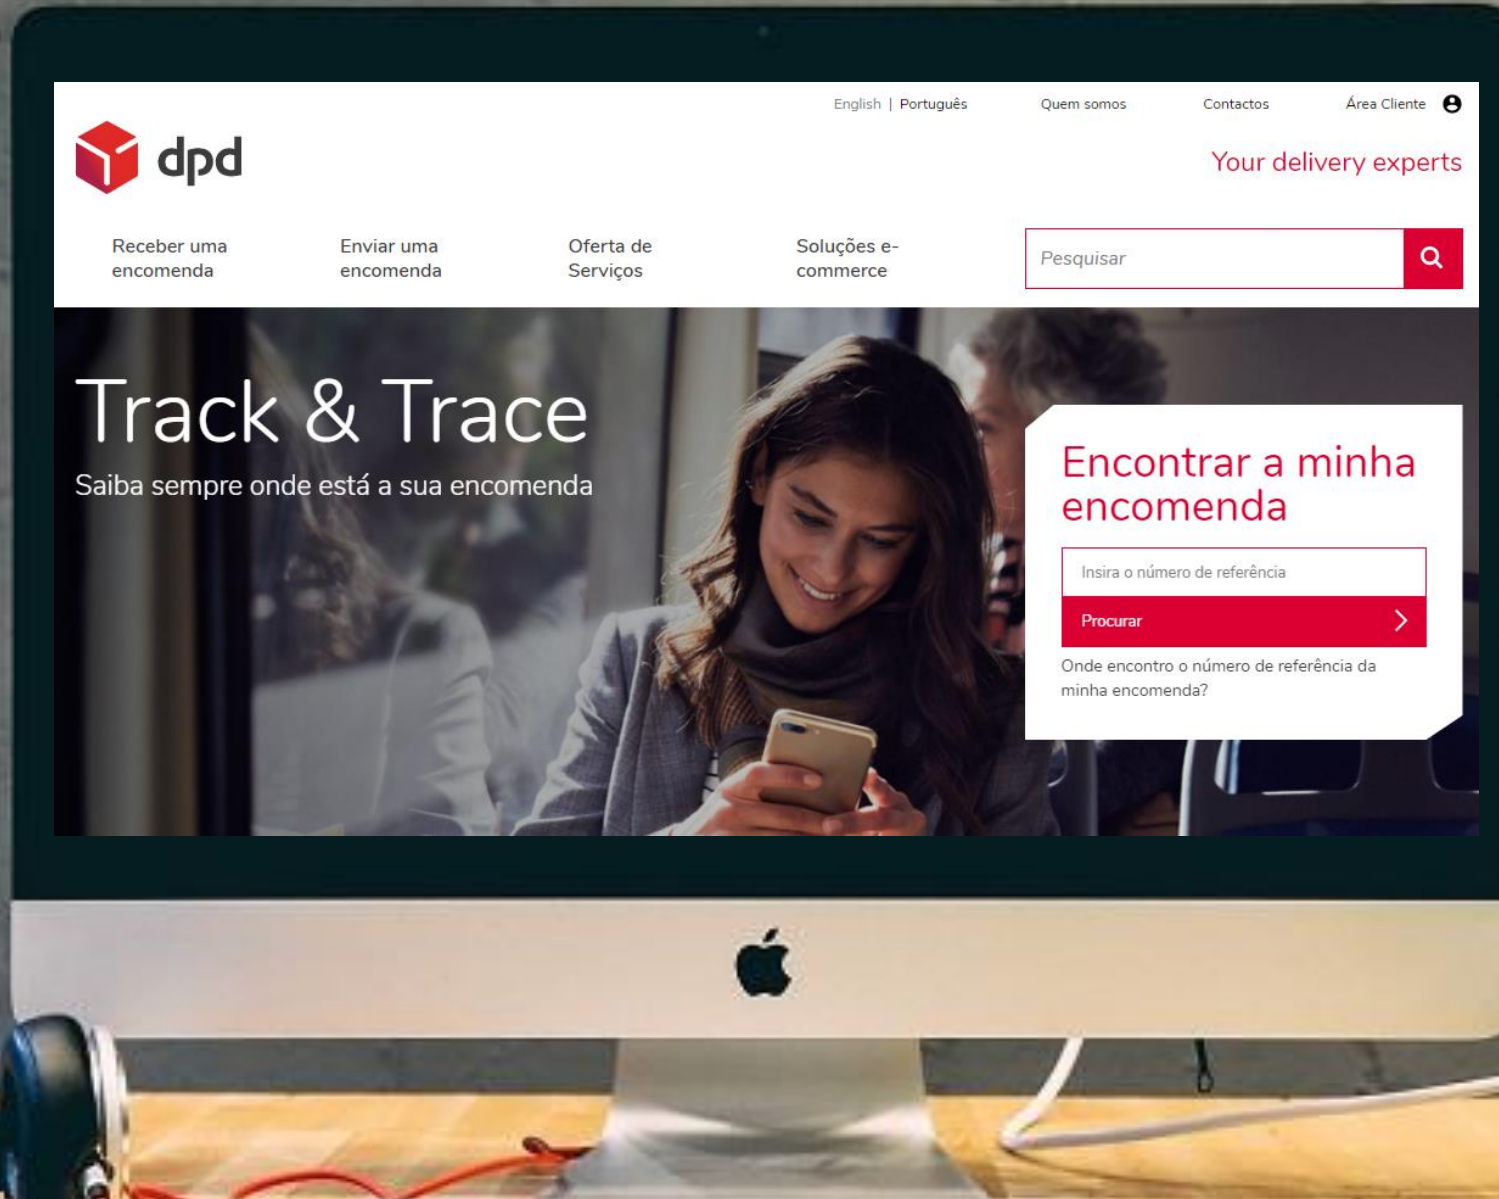 English | Português
Quem somos
Contactos
Área Cliente
dpd
Your delivery experts
Receber uma
encomenda
Enviar uma
encomenda
Oferta de
Serviços
Soluções e-
commerce
Pesquisar
Track & Trace
Saiba sempre onde está a sua encomenda
Encontrar a minha
encomenda
Insira o número de referência
Procurar
Onde encontro o número de referência da
minha encomenda?